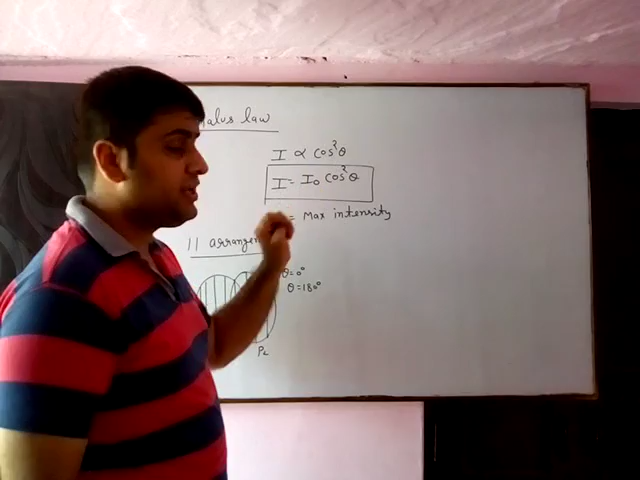 alus law
I ∝ Cos²θ
I = I₀ Cos²θ
= Max intensity
|| arrangem
θ=0°
θ=180°
P₂